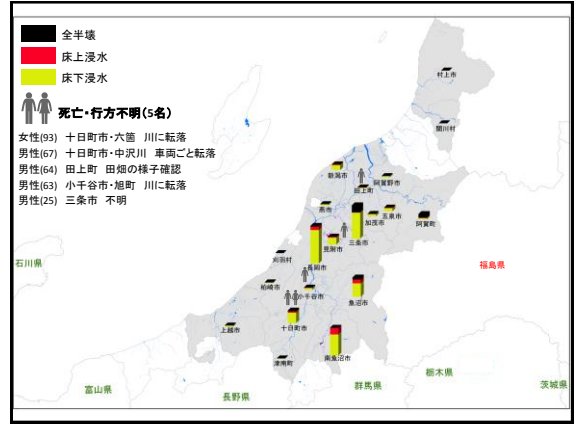 全半壊
床上浸水
床下浸水
死亡・行方不明(5名)
女性(93) 十日町市・六箇 川に転落
男性(67) 十日町市・中沢川 車両ごと転落
男性(64) 田上町 田畑の様子確認
男性(63) 小千谷市・旭町 川に転落
男性(25) 三条市 不明
村上市
関川村
新潟市
阿賀野市
田上町
燕市
五泉市
加茂市
阿賀町
三条市
見附市
刈羽村
長岡市
石川県
福島県
柏崎市
小千谷市
魚沼市
上越市
十日町市
南魚沼市
津南町
富山県
長野県
群馬県
栃木県
茨城県